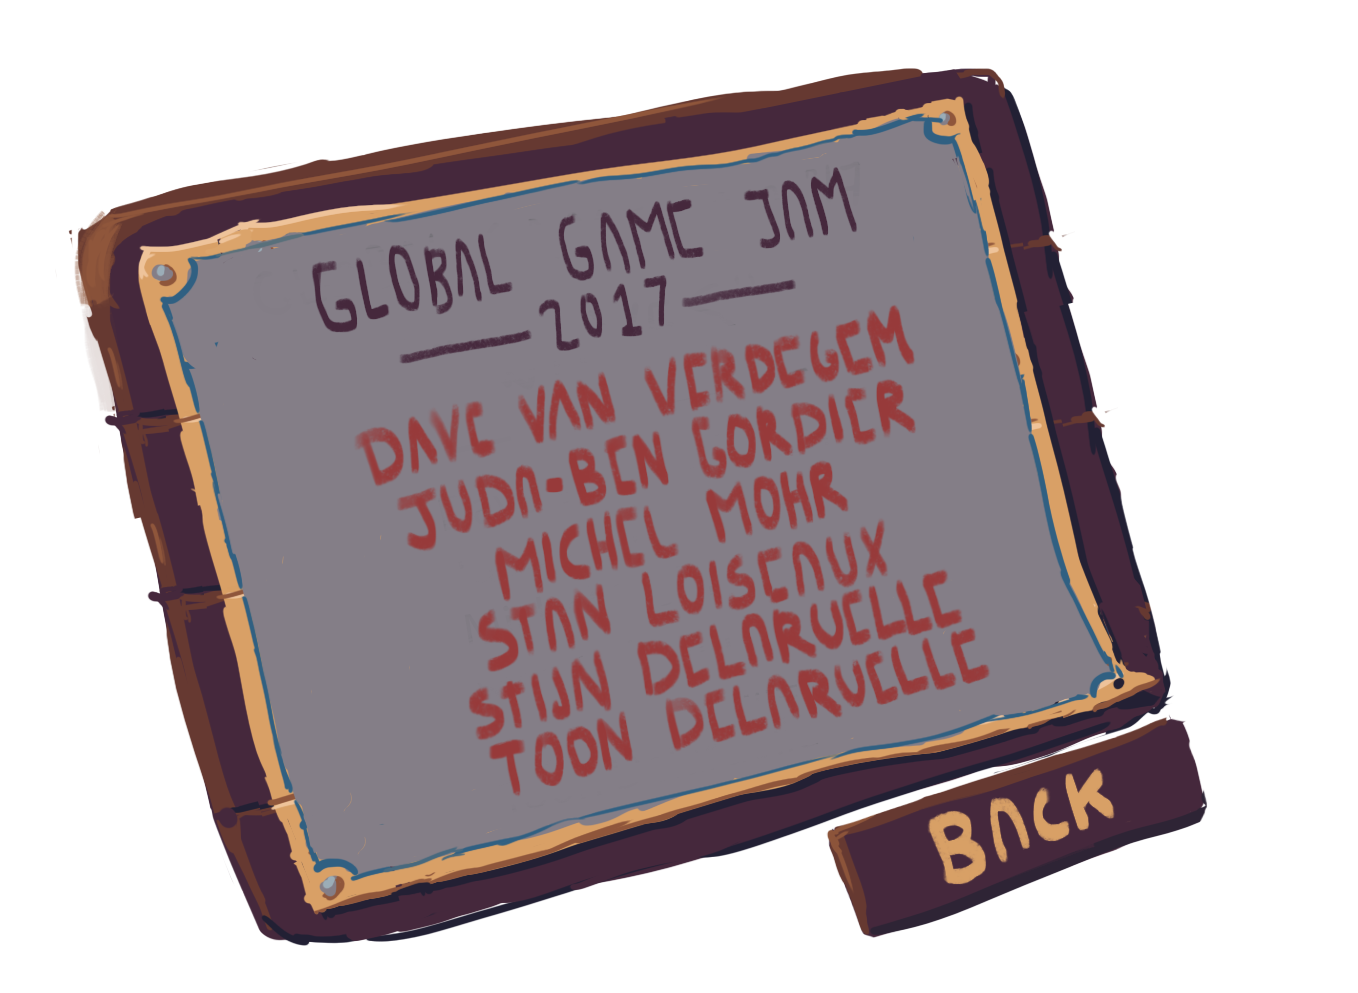 GLOBAL GAME JAM
2017
DAVE VAN VERDEGEM
JUDA-BEN GORDIER
MICHEL MOHR
STAN LOISEAUX
STIJN DELARUELLE
TOON DELARUELLE
BACK